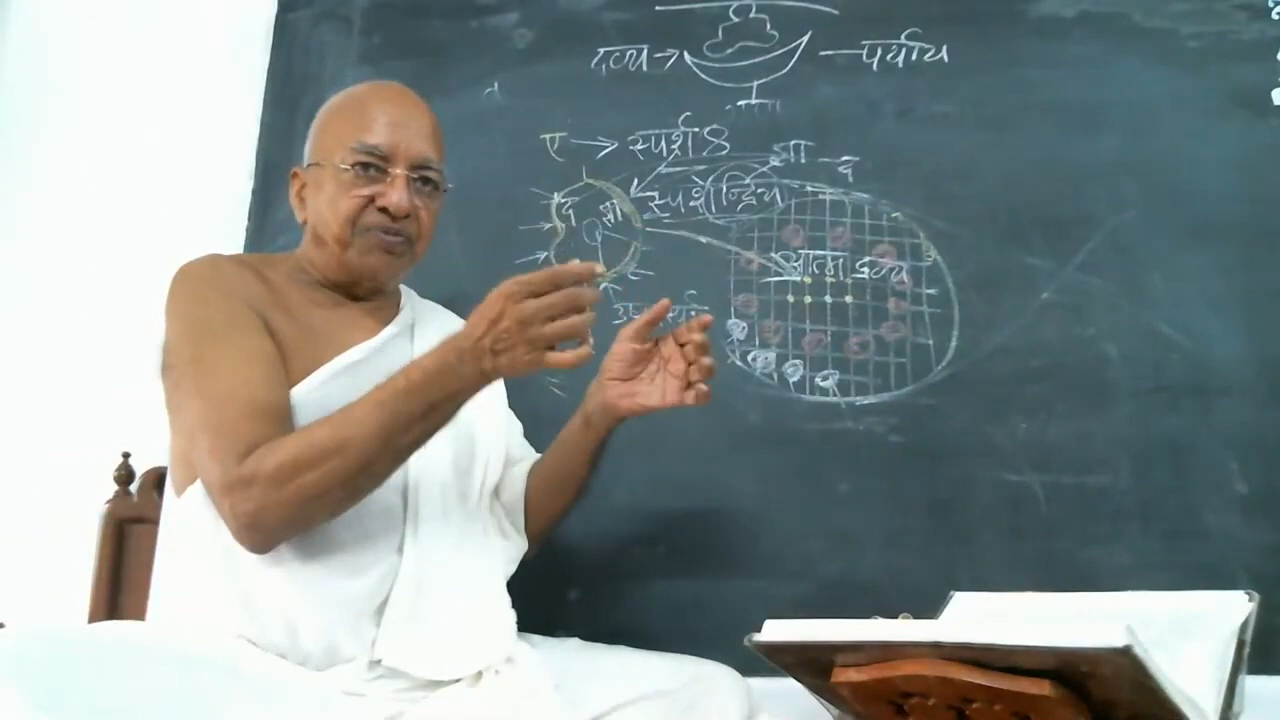 द्रव्य → — पर्याय
ए → स्पर्श 8
ज्ञा — द
द ज्ञा स्पर्शेन्द्रिय
आत्म द्रव्य